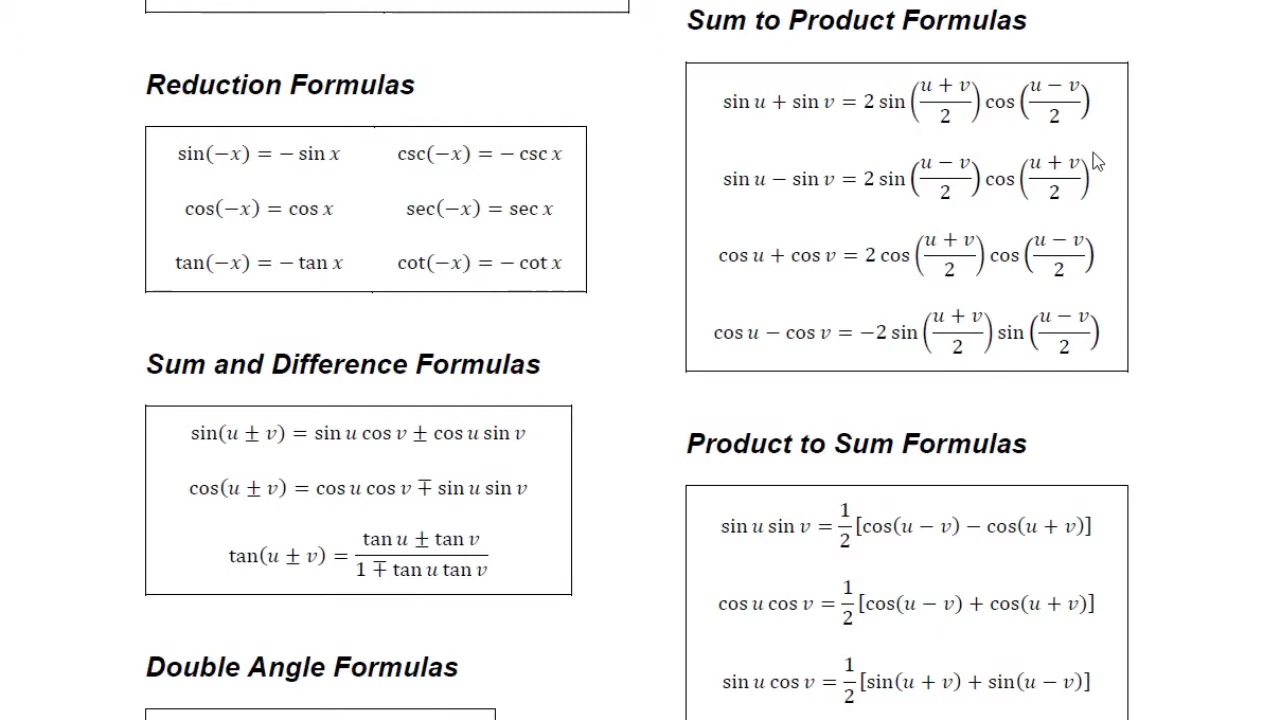 Reduction Formulas
sin(−x) = − sin x    csc(−x) = − csc x
cos(−x) = cos x    sec(−x) = sec x
tan(−x) = − tan x    cot(−x) = − cot x
Sum and Difference Formulas
sin(u ± v) = sin u cos v ± cos u sin v
cos(u ± v) = cos u cos v ∓ sin u sin v
tan(u ± v) = (tan u ± tan v)/(1 ∓ tan u tan v)
Double Angle Formulas
Sum to Product Formulas
sin u + sin v = 2 sin((u + v)/2) cos((u − v)/2)
sin u − sin v = 2 sin((u − v)/2) cos((u + v)/2)
cos u + cos v = 2 cos((u + v)/2) cos((u − v)/2)
cos u − cos v = −2 sin((u + v)/2) sin((u − v)/2)
Product to Sum Formulas
sin u sin v = 1/2 [cos(u − v) − cos(u + v)]
cos u cos v = 1/2 [cos(u − v) + cos(u + v)]
sin u cos v = 1/2 [sin(u + v) + sin(u − v)]